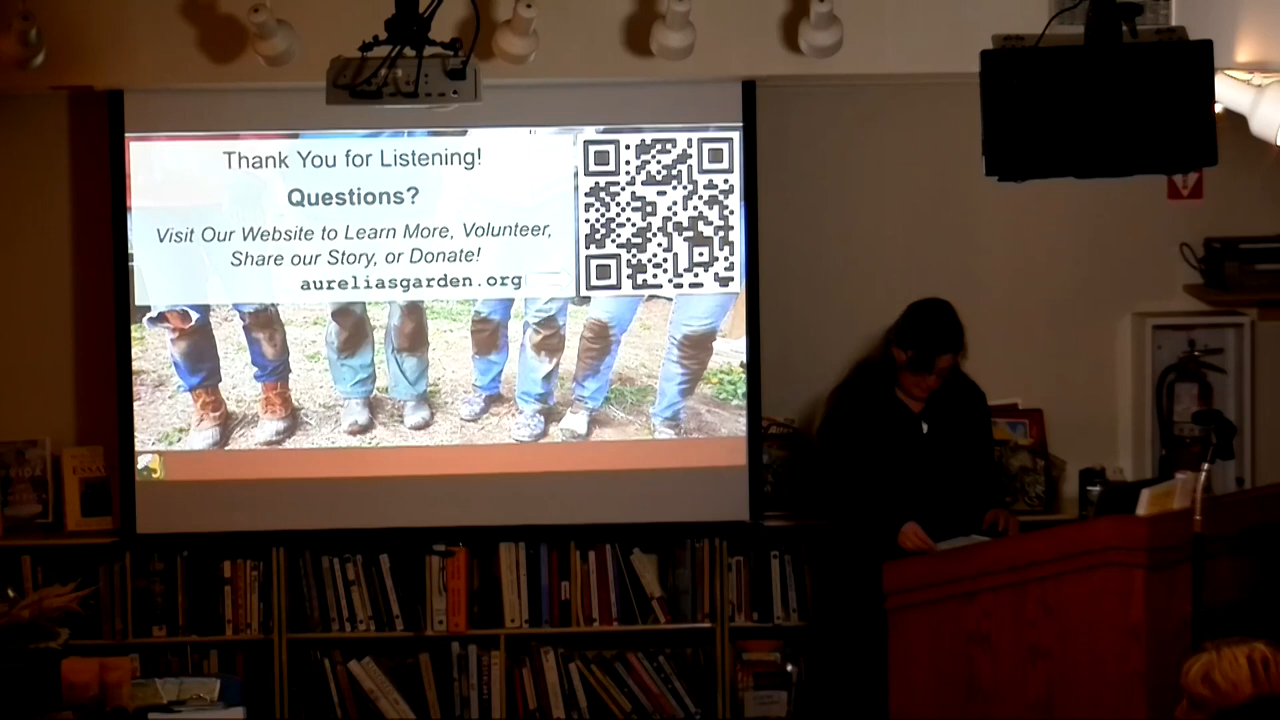 Thank You for Listening!
Questions?
Visit Our Website to Learn More, Volunteer,
Share our Story, or Donate!
aureliasgarden.org
ESSAY